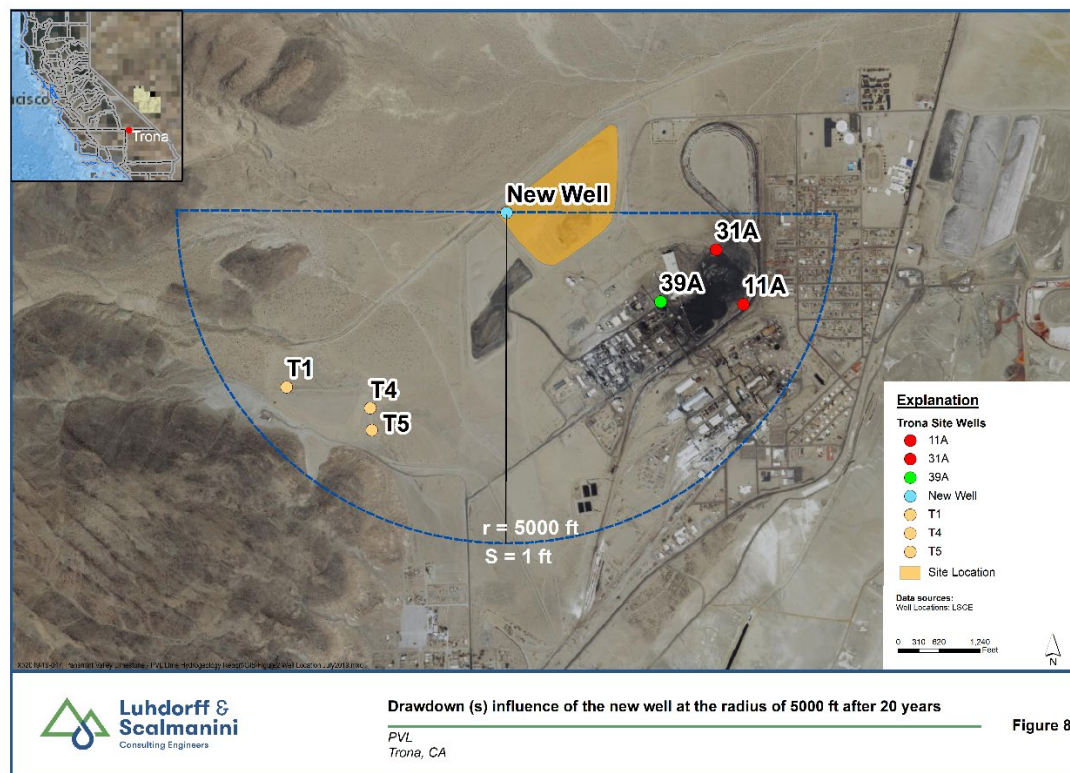 ncisco
Trona
New Well
31A
39A
11A
T1
T4
T5
r = 5000 ft
S = 1 ft
Explanation
Trona Site Wells
11A
31A
39A
New Well
T1
T4
T5
Site Location
Data sources:
Well Locations: LSCE
0 310 620 1,240
Feet
N
Luhdorff &
Scalmanini
Consulting Engineers
Drawdown (s) influence of the new well at the radius of 5000 ft after 20 years
PVL
Trona, CA
Figure 8